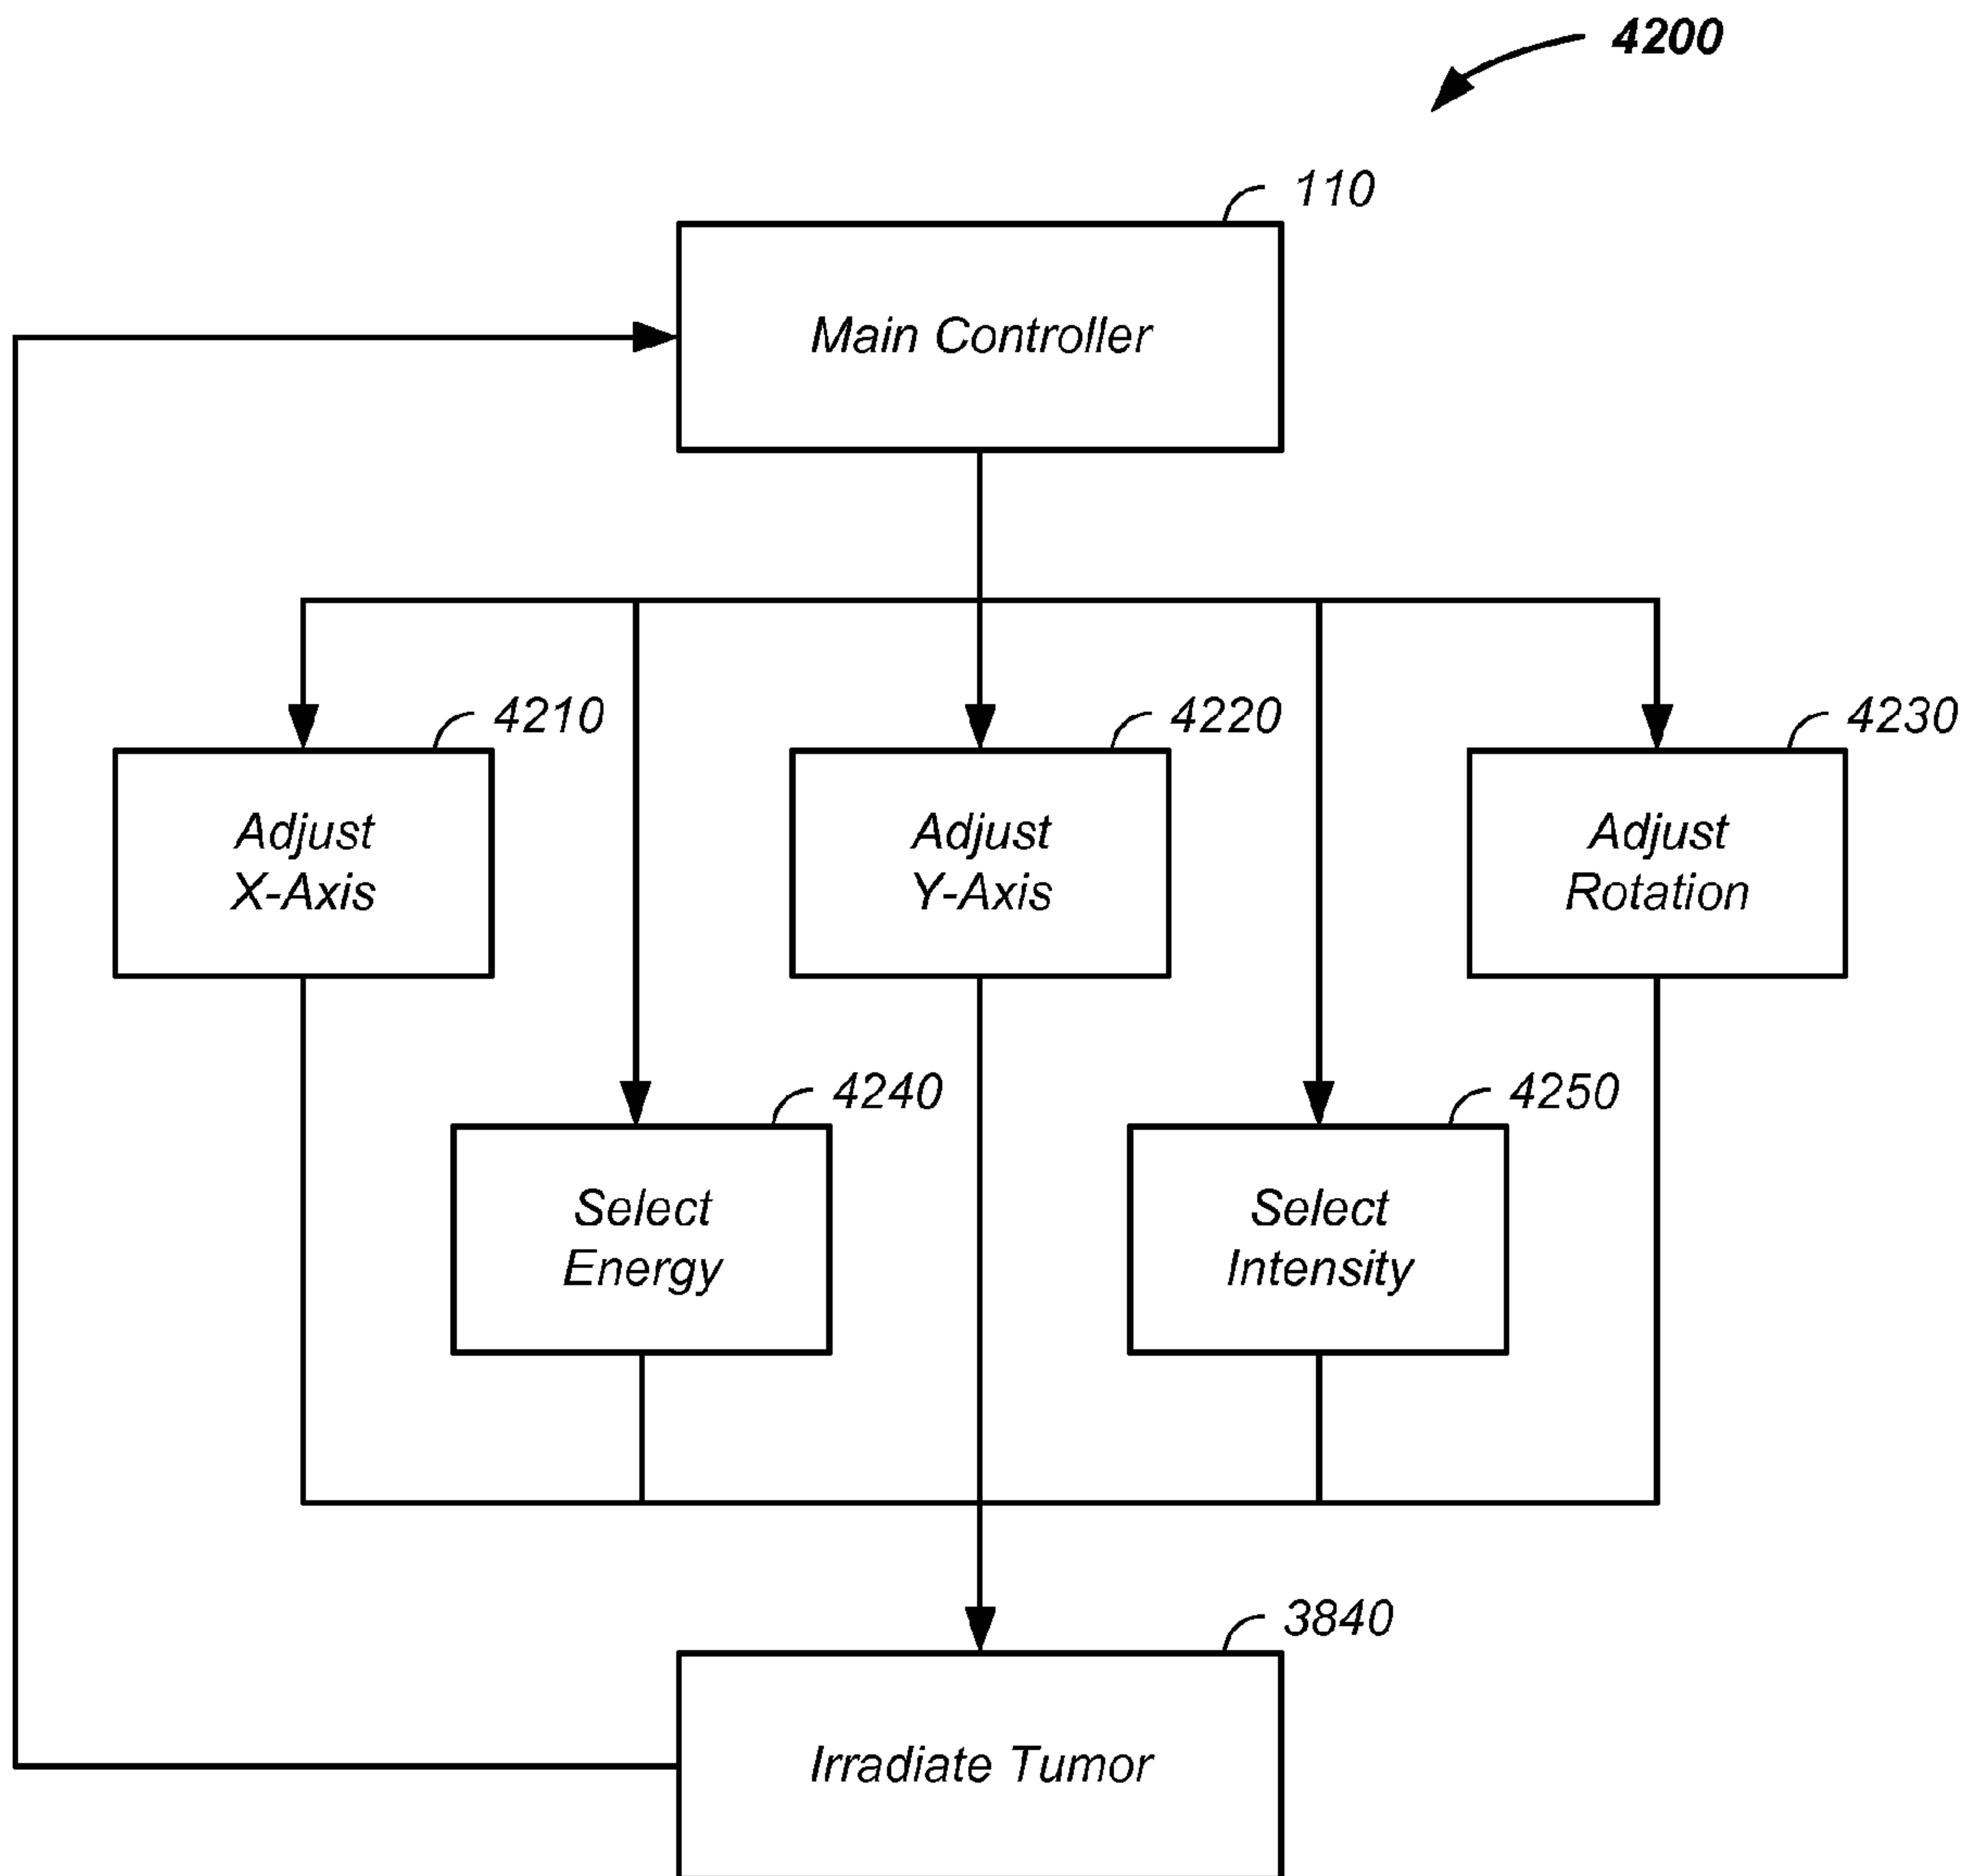 4200
110
Main Controller
4210
4220
4230
Adjust
X-Axis
Adjust
Y-Axis
Adjust
Rotation
4240
4250
Select
Energy
Select
Intensity
3840
Irradiate Tumor